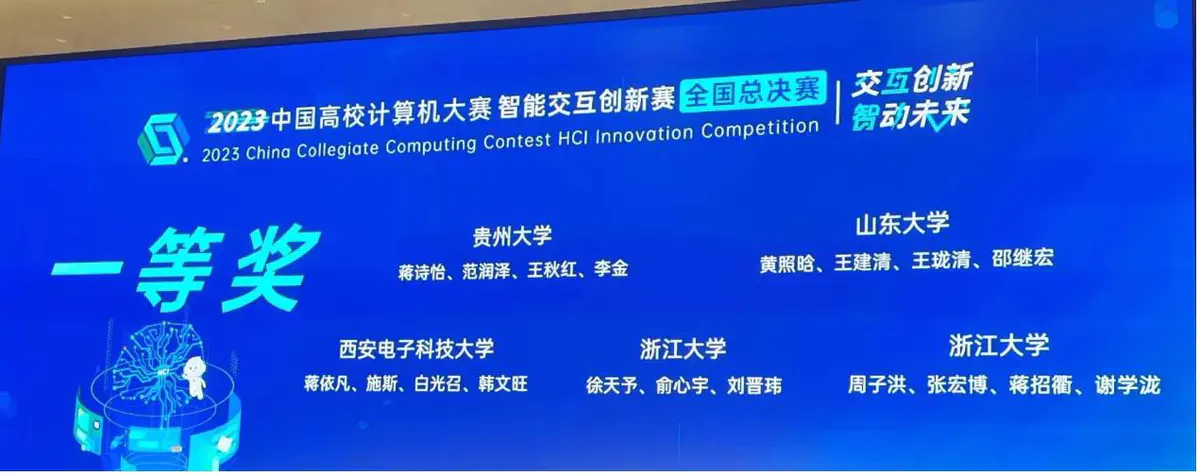 2023中国高校计算机大赛 智能交互创新赛 全国总决赛
2023 China Collegiate Computing Contest HCI Innovation Competition
交互创新
智动未来
一等奖
贵州大学
蒋诗怡、范润泽、王秋红、李金
山东大学
黄照晗、王建清、王珑清、邵继宏
西安电子科技大学
蒋依凡、施斯、白光召、韩文旺
浙江大学
徐天予、俞心宇、刘晋玮
浙江大学
周子洪、张宏博、蒋招衢、谢学泷
HCI